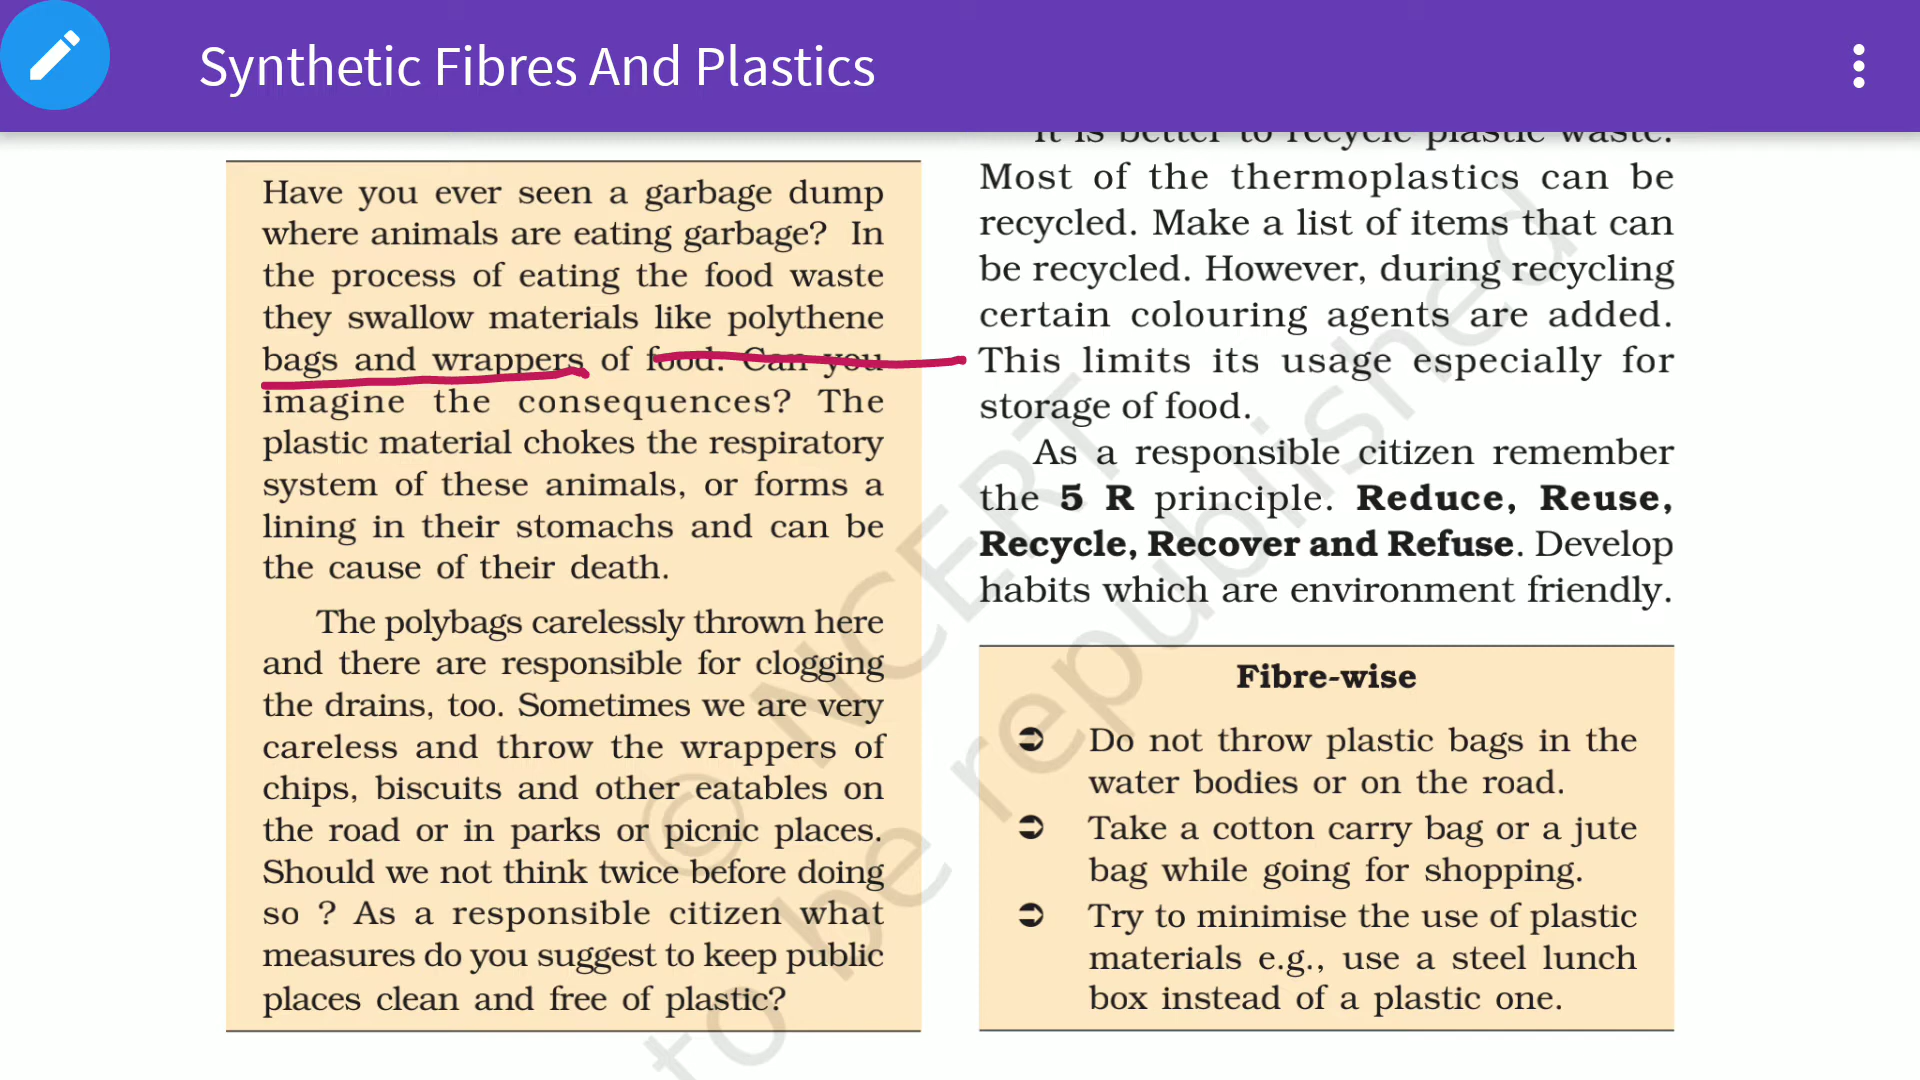 Synthetic Fibres And Plastics
Have you ever seen a garbage dump
where animals are eating garbage? In
the process of eating the food waste
they swallow materials like polythene
bags and wrappers of food. Can you
imagine the consequences? The
plastic material chokes the respiratory
system of these animals, or forms a
lining in their stomachs and can be
the cause of their death.
The polybags carelessly thrown here
and there are responsible for clogging
the drains, too. Sometimes we are very
careless and throw the wrappers of
chips, biscuits and other eatables on
the road or in parks or picnic places.
Should we not think twice before doing
so ? As a responsible citizen what
measures do you suggest to keep public
places clean and free of plastic?
It is better to recycle plastic waste.
Most of the thermoplastics can be
recycled. Make a list of items that can
be recycled. However, during recycling
certain colouring agents are added.
This limits its usage especially for
storage of food.
As a responsible citizen remember
the 5 R principle. Reduce, Reuse,
Recycle, Recover and Refuse. Develop
habits which are environment friendly.
Fibre-wise
➲ Do not throw plastic bags in the
water bodies or on the road.
➲ Take a cotton carry bag or a jute
bag while going for shopping.
➲ Try to minimise the use of plastic
materials e.g., use a steel lunch
box instead of a plastic one.
© NCERT
to be republished